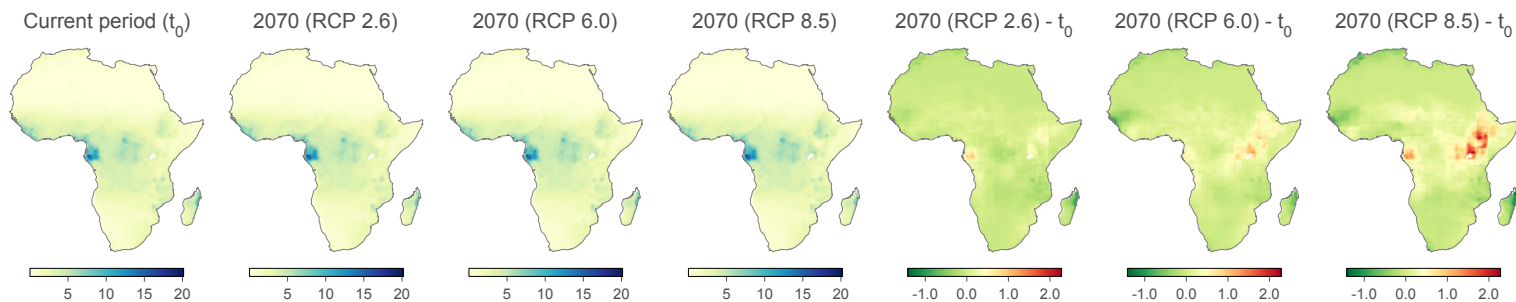 Current period (t0)
2070 (RCP 2.6)
2070 (RCP 6.0)
2070 (RCP 8.5)
2070 (RCP 2.6) - t0
2070 (RCP 6.0) - t0
2070 (RCP 8.5) - t0
5 10 15 20
5 10 15 20
5 10 15 20
5 10 15 20
-1.0 0.0 1.0 2.0
-1.0 0.0 1.0 2.0
-1.0 0.0 1.0 2.0